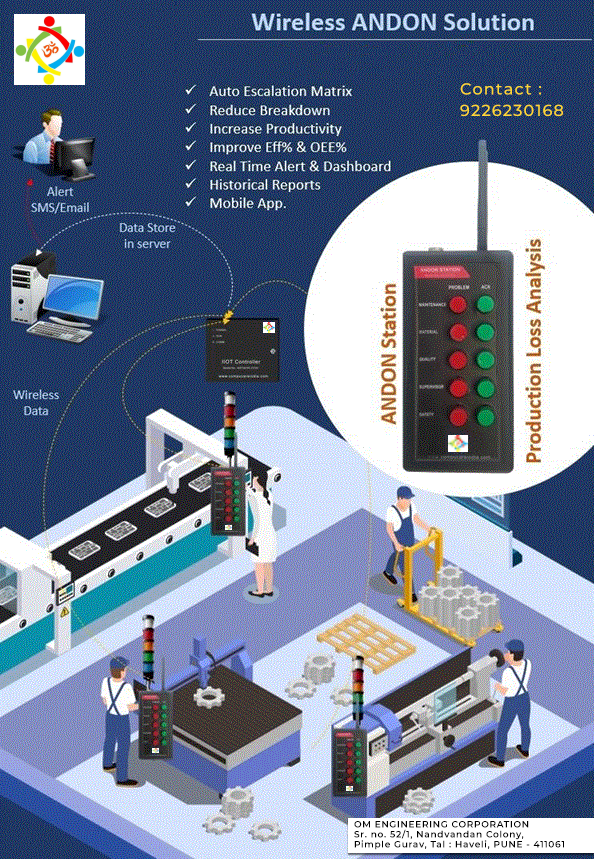 Wireless ANDON Solution
ॐ
✓ Auto Escalation Matrix
✓ Reduce Breakdown
✓ Increase Productivity
✓ Improve Eff% & OEE%
✓ Real Time Alert & Dashboard
✓ Historical Reports
✓ Mobile App.
Contact :
9226230168
Alert
SMS/Email
Data Store
in server
Wireless
Data
IIOT Controller
ANDON STATION
PROBLEM ACK
MAINTENANCE
MATERIAL
QUALITY
SUPERVISOR
SAFETY
ANDON Station
Production Loss Analysis
OM ENGINEERING CORPORATION
Sr. no. 52/1, Nandvandan Colony,
Pimple Gurav, Tal : Haveli, PUNE - 411061